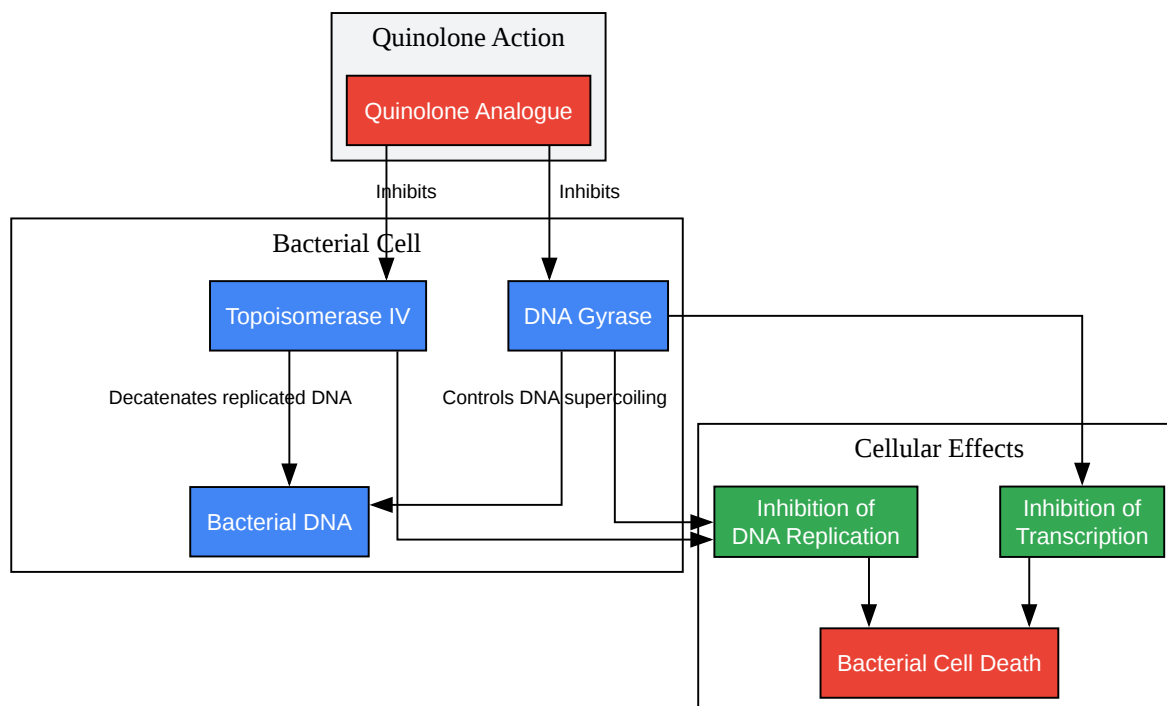 Quinolone Action
Quinolone Analogue
Inhibits
Inhibits
Bacterial Cell
Topoisomerase IV
DNA Gyrase
Decatenates replicated DNA
Controls DNA supercoiling
Cellular Effects
Bacterial DNA
Inhibition of
DNA Replication
Inhibition of
Transcription
Bacterial Cell Death